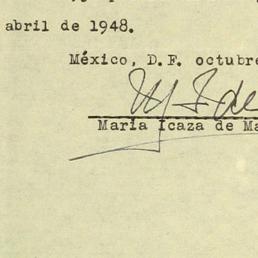 abril de 1948.
México, D.F. octubre
María Icaza de Ma